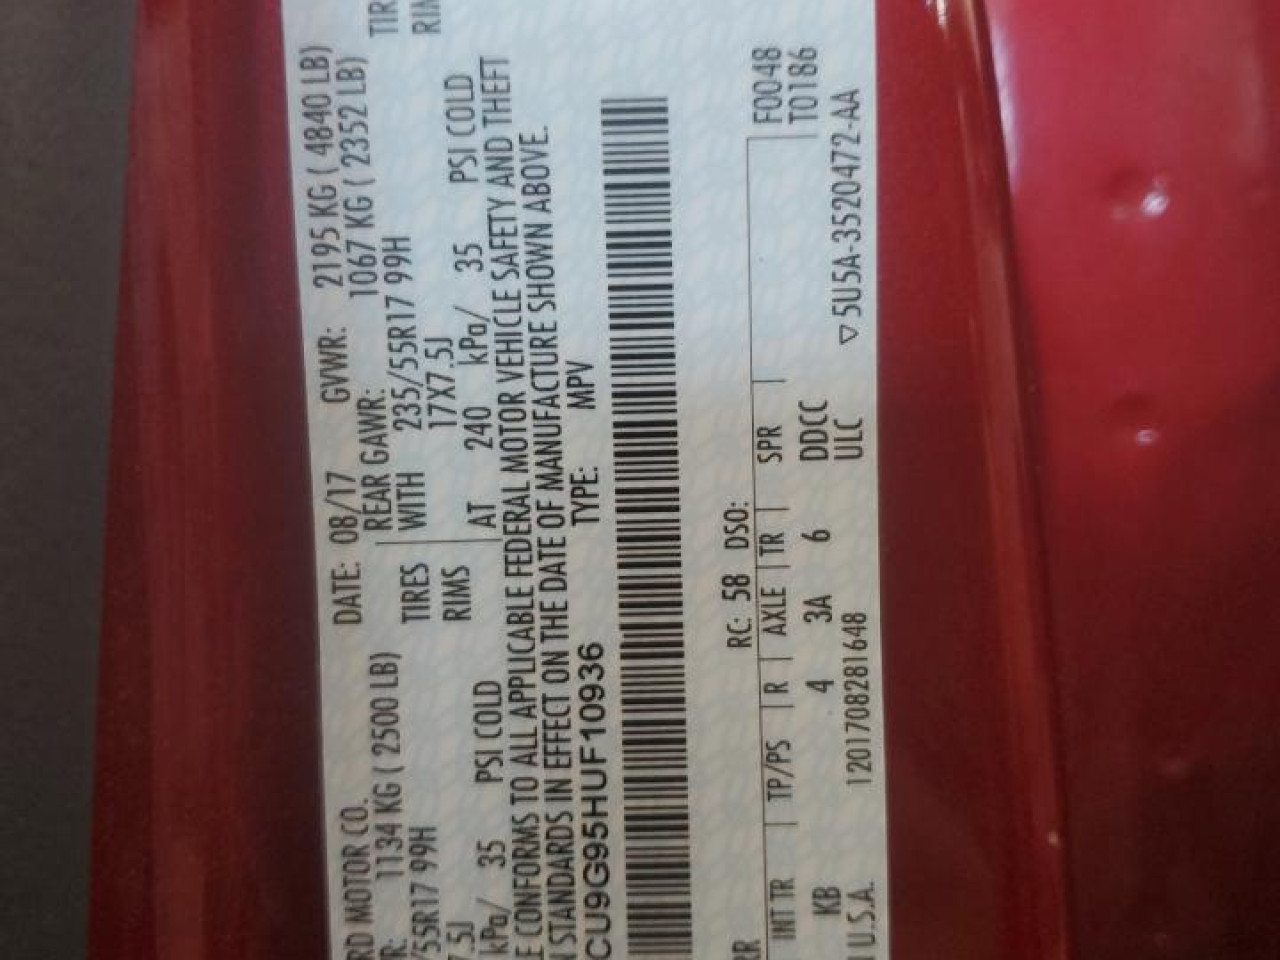 RD MOTOR CO. DATE: 08/17 GVWR: 2195 KG ( 4840 LB)
R: 1134 KG ( 2500 LB) REAR GAWR: 1067 KG ( 2352 LB)
/55R17 99H TIRES WITH 235/55R17 99H TIR
7.5J RIMS 17X7.5J RIM
kPa/ 35 PSI COLD AT 240 kPa/ 35 PSI COLD
E CONFORMS TO ALL APPLICABLE FEDERAL MOTOR VEHICLE SAFETY AND THEFT
N STANDARDS IN EFFECT ON THE DATE OF MANUFACTURE SHOWN ABOVE.
CU9G95HUF10936 TYPE: MPV
RR RC: 58 DSO: F0048
INT TR TP/PS R AXLE TR SPR T0186
KB 4 3A 6 DDCC
U.S.A. 1201708281648 ULC ▽5U5A-3520472-AA